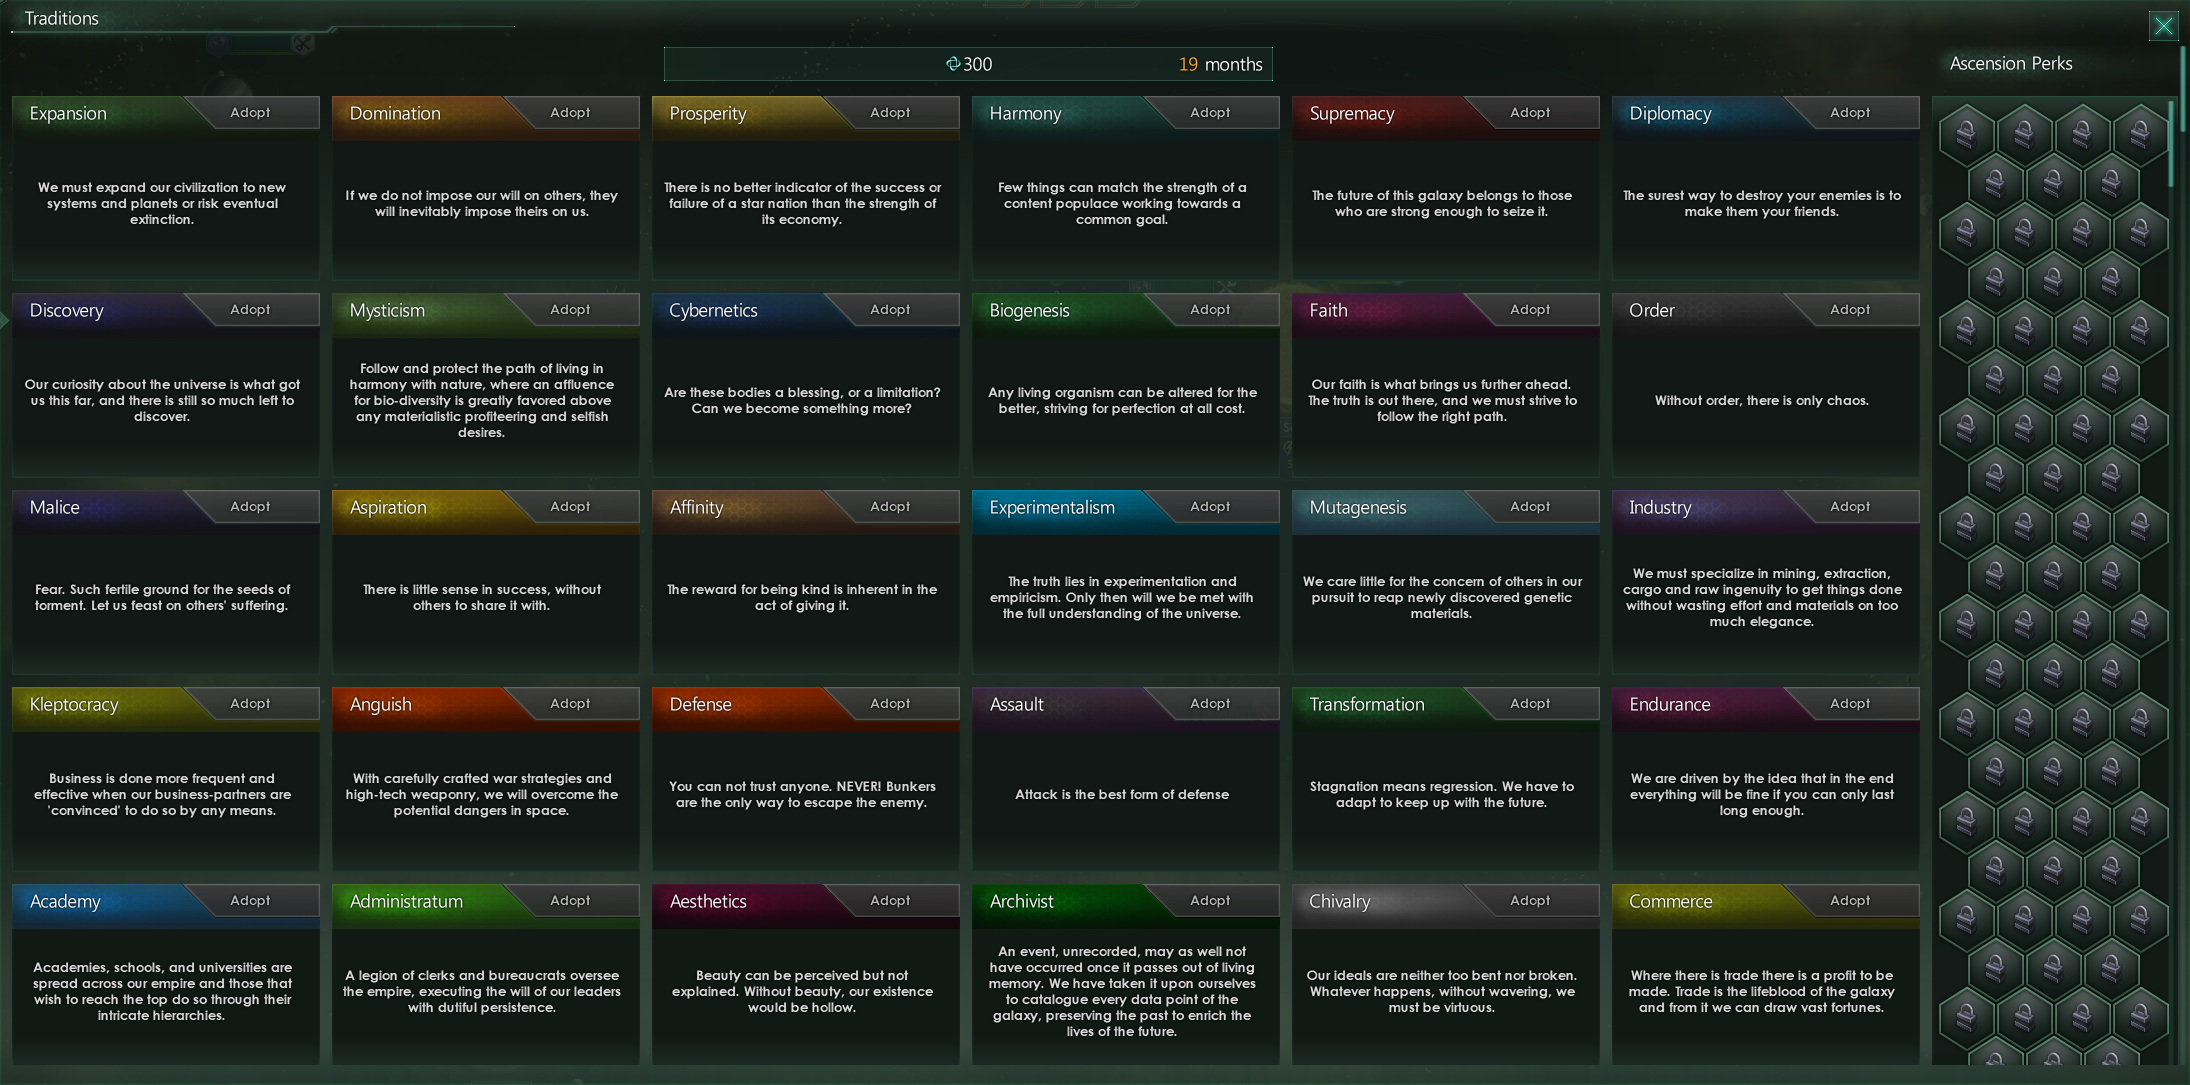 Traditions
300
19 months
Ascension Perks
Expansion
Adopt
We must expand our civilization to new
systems and planets or risk eventual
extinction.
Domination
Adopt
If we do not impose our will on others, they
will inevitably impose theirs on us.
Prosperity
Adopt
There is no better indicator of the success or
failure of a star nation than the strength of
its economy.
Harmony
Adopt
Few things can match the strength of a
content populace working towards a
common goal.
Supremacy
Adopt
The future of this galaxy belongs to those
who are strong enough to seize it.
Diplomacy
Adopt
The surest way to destroy your enemies is to
make them your friends.
Discovery
Adopt
Our curiosity about the universe is what got
us this far, and there is still so much left to
discover.
Mysticism
Adopt
Follow and protect the path of living in
harmony with nature, where an affluence
for bio-diversity is greatly favored above
any materialistic profiteering and selfish
desires.
Cybernetics
Adopt
Are these bodies a blessing, or a limitation?
Can we become something more?
Biogenesis
Adopt
Any living organism can be altered for the
better, striving for perfection at all cost.
Faith
Adopt
Our faith is what brings us further ahead.
The truth is out there, and we must strive to
follow the right path.
Order
Adopt
Without order, there is only chaos.
Malice
Adopt
Fear. Such fertile ground for the seeds of
torment. Let us feast on others' suffering.
Aspiration
Adopt
There is little sense in success, without
others to share it with.
Affinity
Adopt
The reward for being kind is inherent in the
act of giving it.
Experimentalism
Adopt
The truth lies in experimentation and
empiricism. Only then will we be met with
the full understanding of the universe.
Mutagenesis
Adopt
We care little for the concern of others in our
pursuit to reap newly discovered genetic
materials.
Industry
Adopt
We must specialize in mining, extraction,
cargo and raw ingenuity to get things done
without wasting effort and materials on too
much elegance.
Kleptocracy
Adopt
Business is done more frequent and
effective when our business-partners are
'convinced' to do so by any means.
Anguish
Adopt
With carefully crafted war strategies and
high-tech weaponry, we will overcome the
potential dangers in space.
Defense
Adopt
You can not trust anyone. NEVER! Bunkers
are the only way to escape the enemy.
Assault
Adopt
Attack is the best form of defense
Transformation
Adopt
Stagnation means regression. We have to
adapt to keep up with the future.
Endurance
Adopt
We are driven by the idea that in the end
everything will be fine if you can only last
long enough.
Academy
Adopt
Academies, schools, and universities are
spread across our empire and those that
wish to reach the top do so through their
intricate hierarchies.
Administratum
Adopt
A legion of clerks and bureaucrats oversee
the empire, executing the will of our leaders
with dutiful persistence.
Aesthetics
Adopt
Beauty can be perceived but not
explained. Without beauty, our existence
would be hollow.
Archivist
Adopt
An event, unrecorded, may as well not
have occurred once it passes out of living
memory. We have taken it upon ourselves
to catalogue every data point of the
galaxy, preserving the past to enrich the
lives of the future.
Chivalry
Adopt
Our ideals are neither too bent nor broken.
Whatever happens, without wavering, we
must be virtuous.
Commerce
Adopt
Where there is trade there is a profit to be
made. Trade is the lifeblood of the galaxy
and from it we can draw vast fortunes.